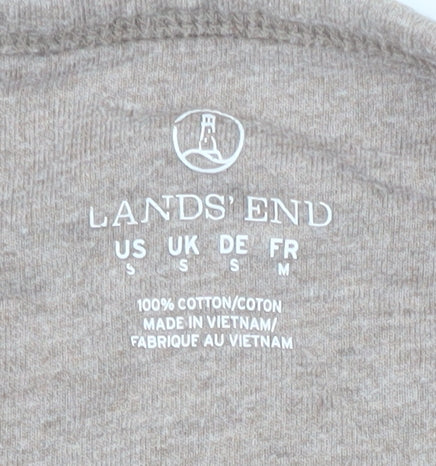 LANDS' END
US UK DE FR
S S S M
100% COTTON/COTON
MADE IN VIETNAM/
FABRIQUE AU VIETNAM